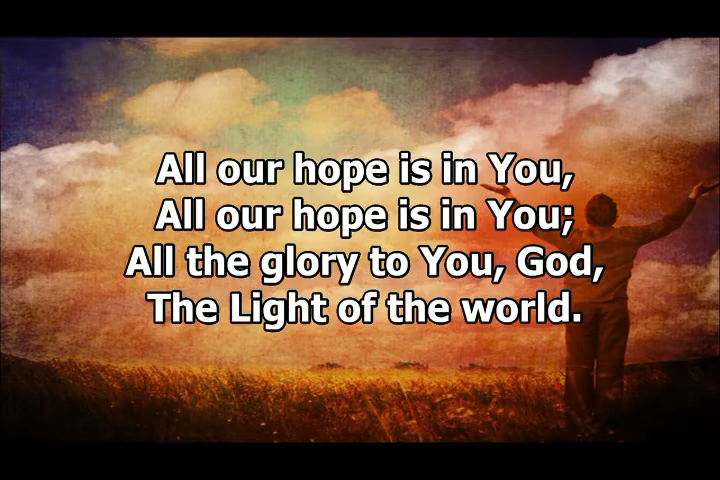 All our hope is in You,
All our hope is in You;
All the glory to You, God,
The Light of the world.